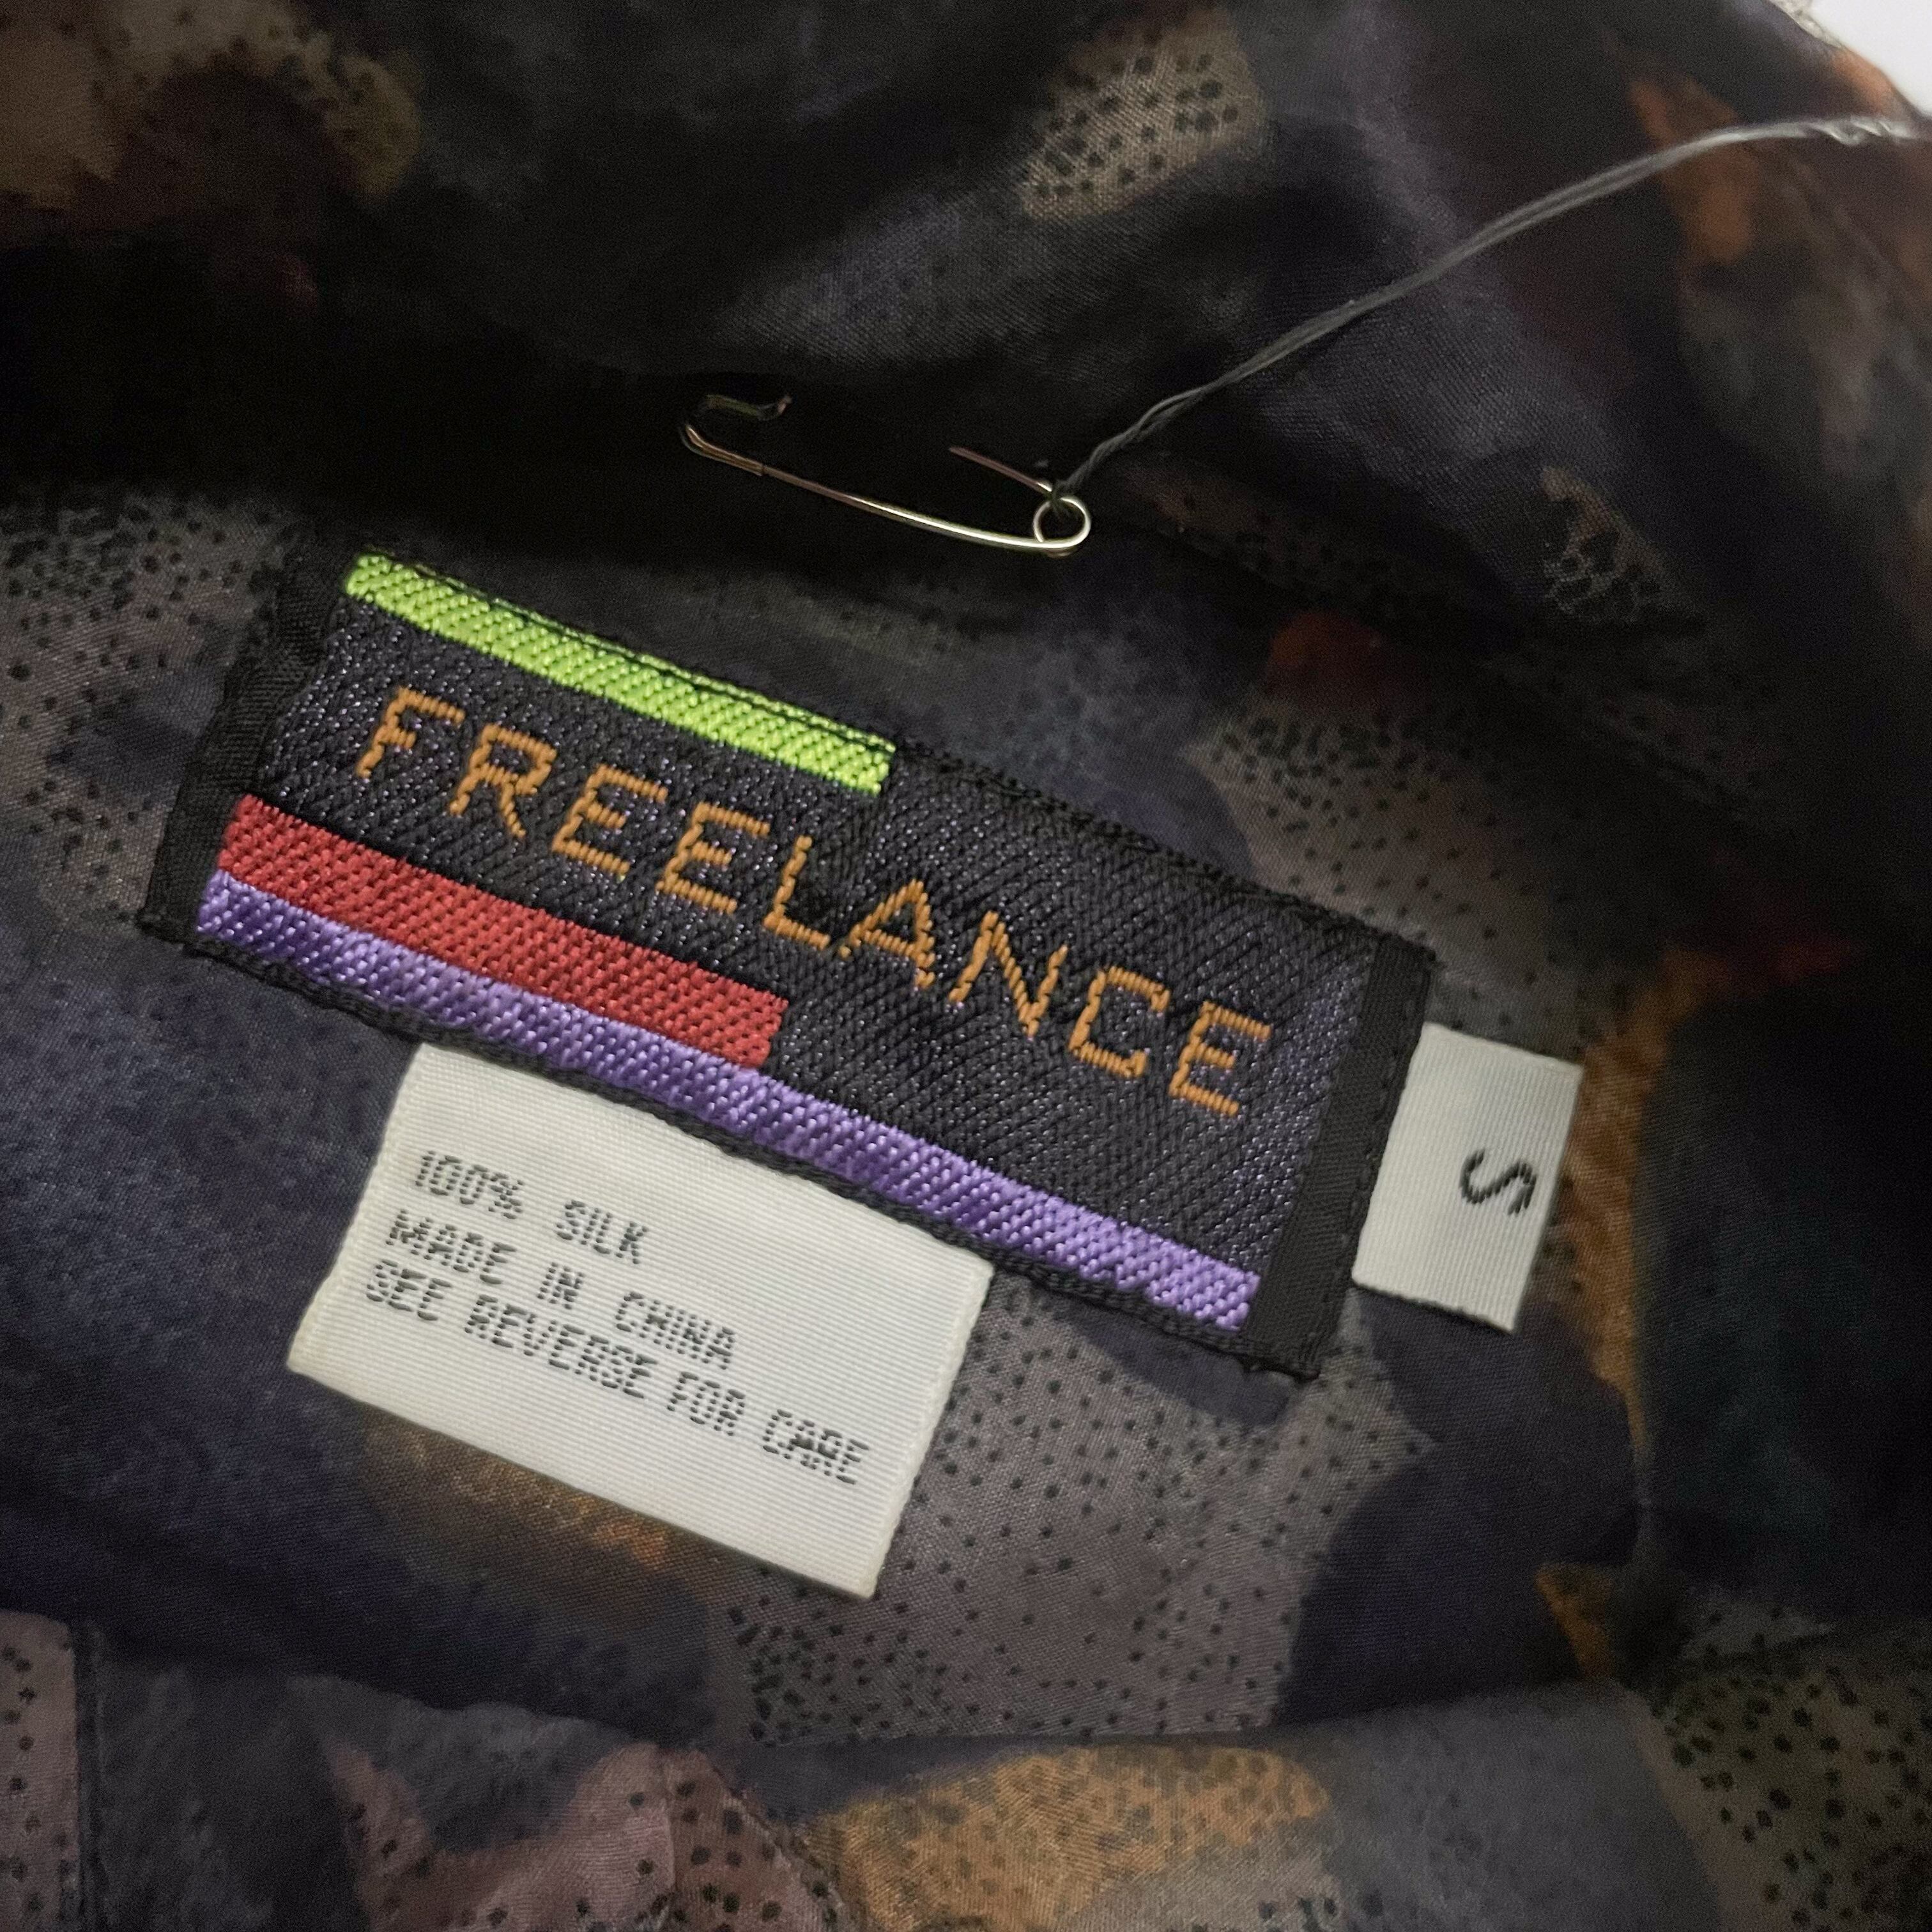 FREELANCE
S
100% SILK
MADE IN CHINA
SEE REVERSE FOR CARE